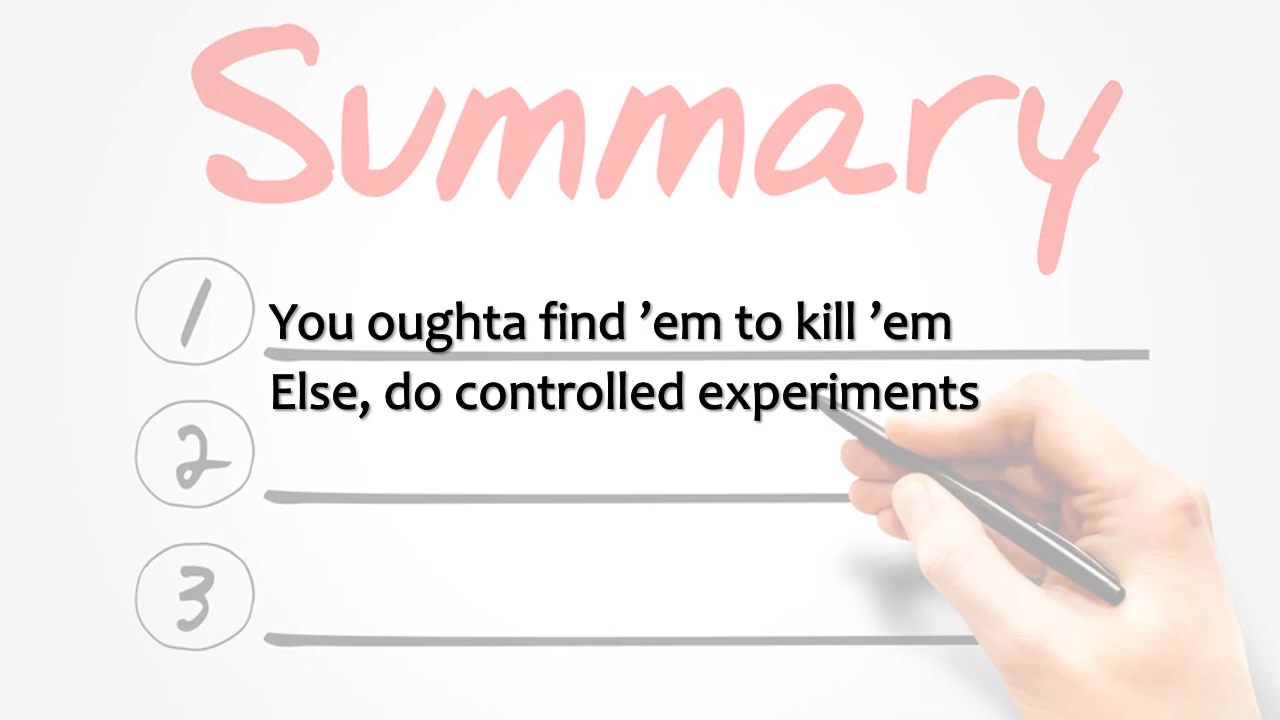 Summary
1
You oughta find ’em to kill ’em
Else, do controlled experiments
2
3